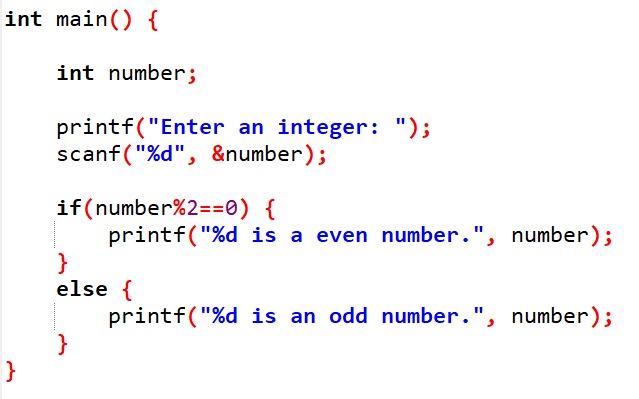 int main() {
int number;
printf("Enter an integer: ");
scanf("%d", &number);
if(number%2==0) {
printf("%d is a even number.", number);
}
else {
printf("%d is an odd number.", number);
}
}